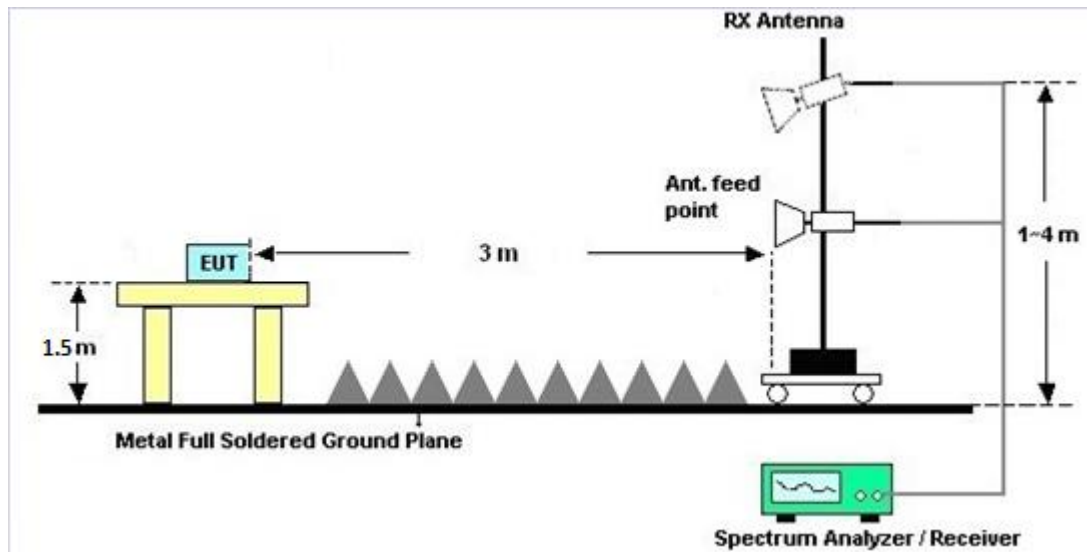 RX Antenna
Ant. feed
point
1~4 m
3 m
EUT
1.5 m
Metal Full Soldered Ground Plane
Spectrum Analyzer / Receiver